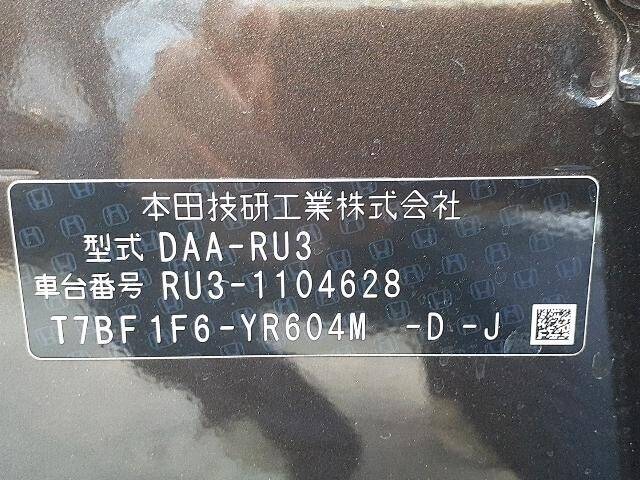 本田技研工業株式会社
型式 DAA-RU3
車台番号 RU3-1104628
T7BF1F6-YR604M -D -J